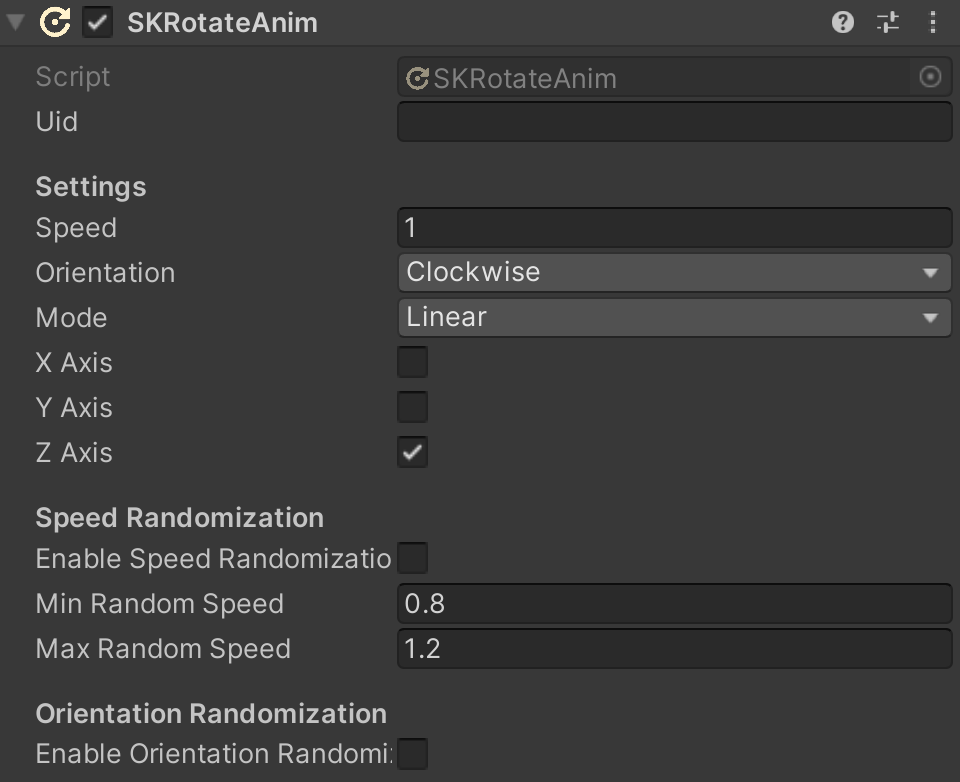 SKRotateAnim
Script SKRotateAnim
Uid
Settings
Speed 1
Orientation Clockwise
Mode Linear
X Axis
Y Axis
Z Axis
Speed Randomization
Enable Speed Randomizatio
Min Random Speed 0.8
Max Random Speed 1.2
Orientation Randomization
Enable Orientation Randomi